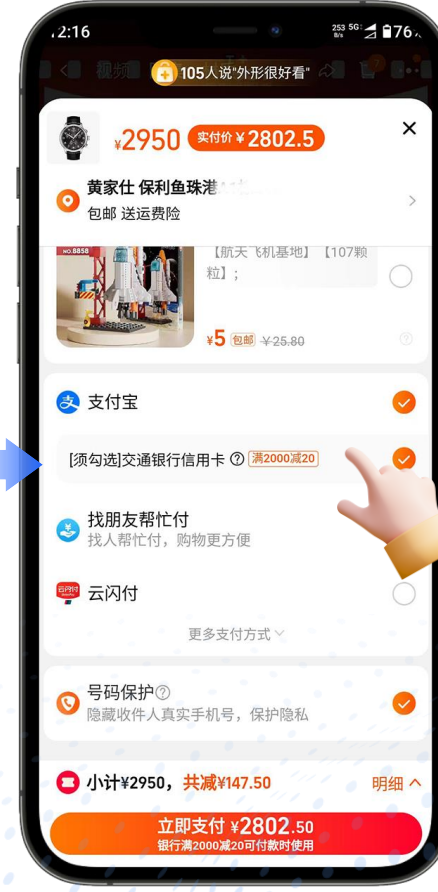 12:16
253 B/s 5G 76
视频
105人说"外形很好看"
¥2950 实付价 ¥ 2802.5
黄家仕 保利鱼珠港
包邮 送运费险
NO.8858
【航天飞机基地】【107颗
粒】;
¥5 包邮 ¥25.80
支付宝
[须勾选]交通银行信用卡 满2000减20
找朋友帮忙付
找人帮忙付，购物更方便
云闪付
云闪付
更多支付方式
号码保护
隐藏收件人真实手机号，保护隐私
小计¥2950，共减¥147.50 明细
立即支付 ¥2802.50
银行满2000减20可付款时使用